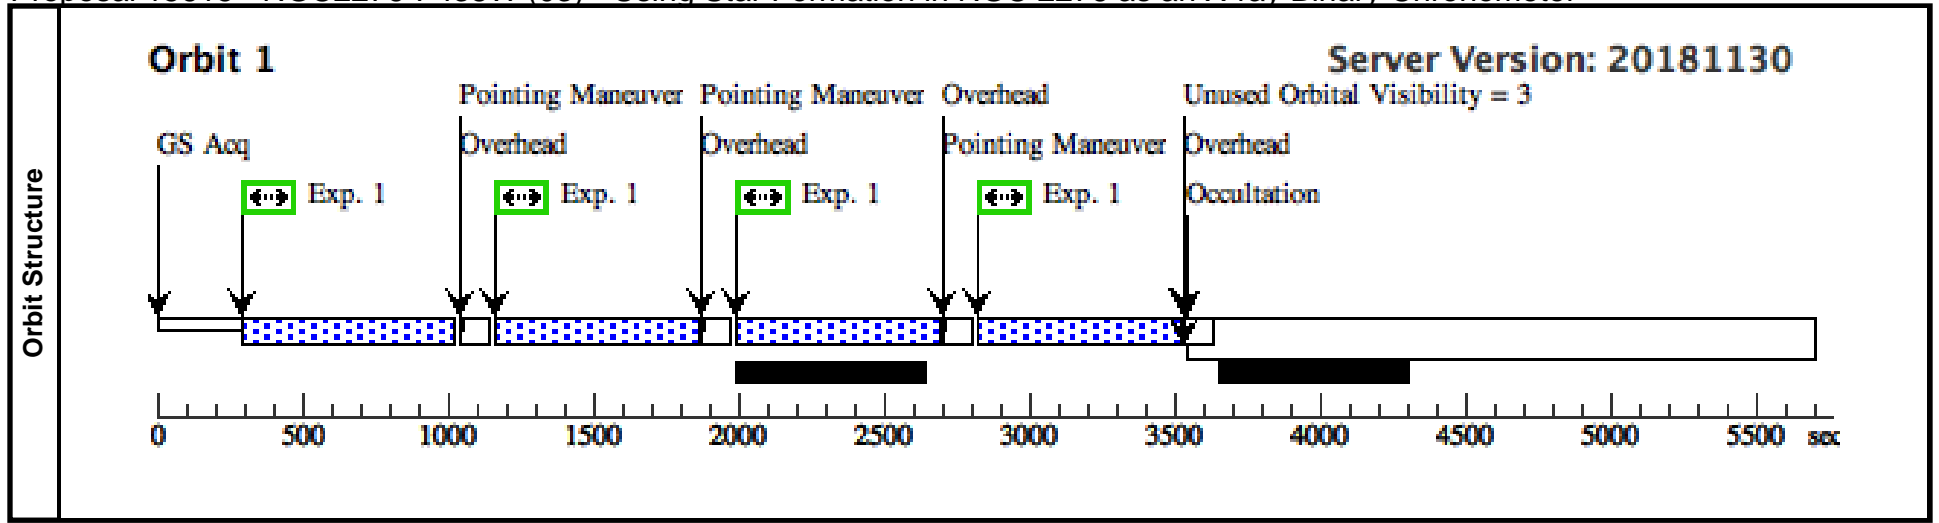 Orbit Structure
Orbit 1
Server Version: 20181130
Pointing Maneuver Pointing Maneuver Overhead Unused Orbital Visibility = 3
GS Acq Overhead Overhead Pointing Maneuver Overhead
Exp. 1 Exp. 1 Exp. 1 Exp. 1 Occultation
0 500 1000 1500 2000 2500 3000 3500 4000 4500 5000 5500 sec